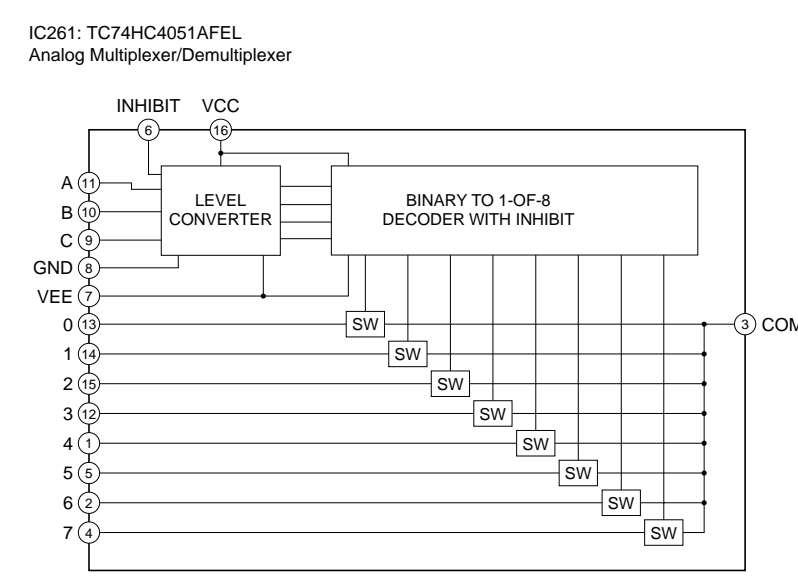 IC261: TC74HC4051AFEL
Analog Multiplexer/Demultiplexer
INHIBIT VCC
6 16
A 11
B 10
C 9
GND 8
VEE 7
LEVEL
CONVERTER
BINARY TO 1-OF-8
DECODER WITH INHIBIT
0 13 SW 3 COM
1 14 SW
2 15 SW
3 12 SW
4 1 SW
5 5 SW
6 2 SW
7 4 SW